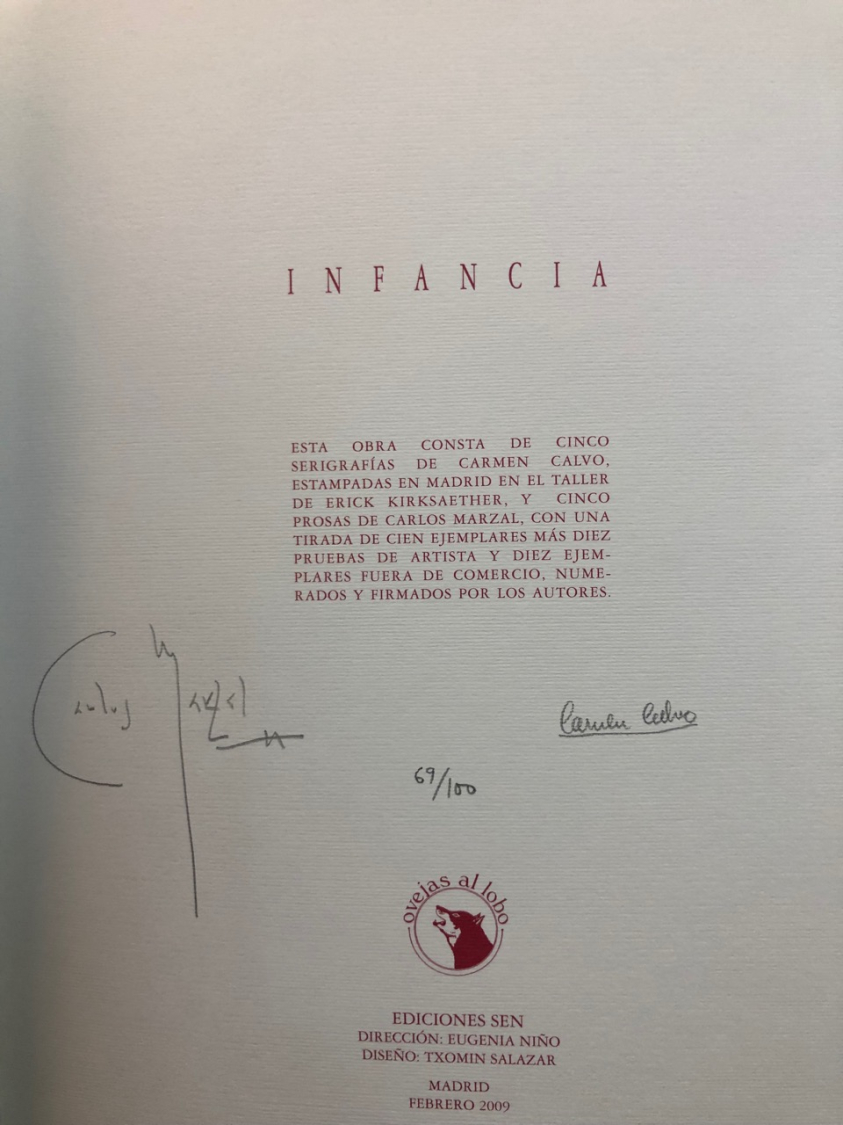 I N F A N C I A
ESTA OBRA CONSTA DE CINCO
SERIGRAFÍAS DE CARMEN CALVO,
ESTAMPADAS EN MADRID EN EL TALLER
DE ERICK KIRKSAETHER, Y CINCO
PROSAS DE CARLOS MARZAL, CON UNA
TIRADA DE CIEN EJEMPLARES MÁS DIEZ
PRUEBAS DE ARTISTA Y DIEZ EJEM-
PLARES FUERA DE COMERCIO, NUME-
RADOS Y FIRMADOS POR LOS AUTORES.
Carlos Marzal
Carmen Calvo
69/100
ovejas al lobo
EDICIONES SEN
DIRECCIÓN: EUGENIA NIÑO
DISEÑO: TXOMIN SALAZAR
MADRID
FEBRERO 2009